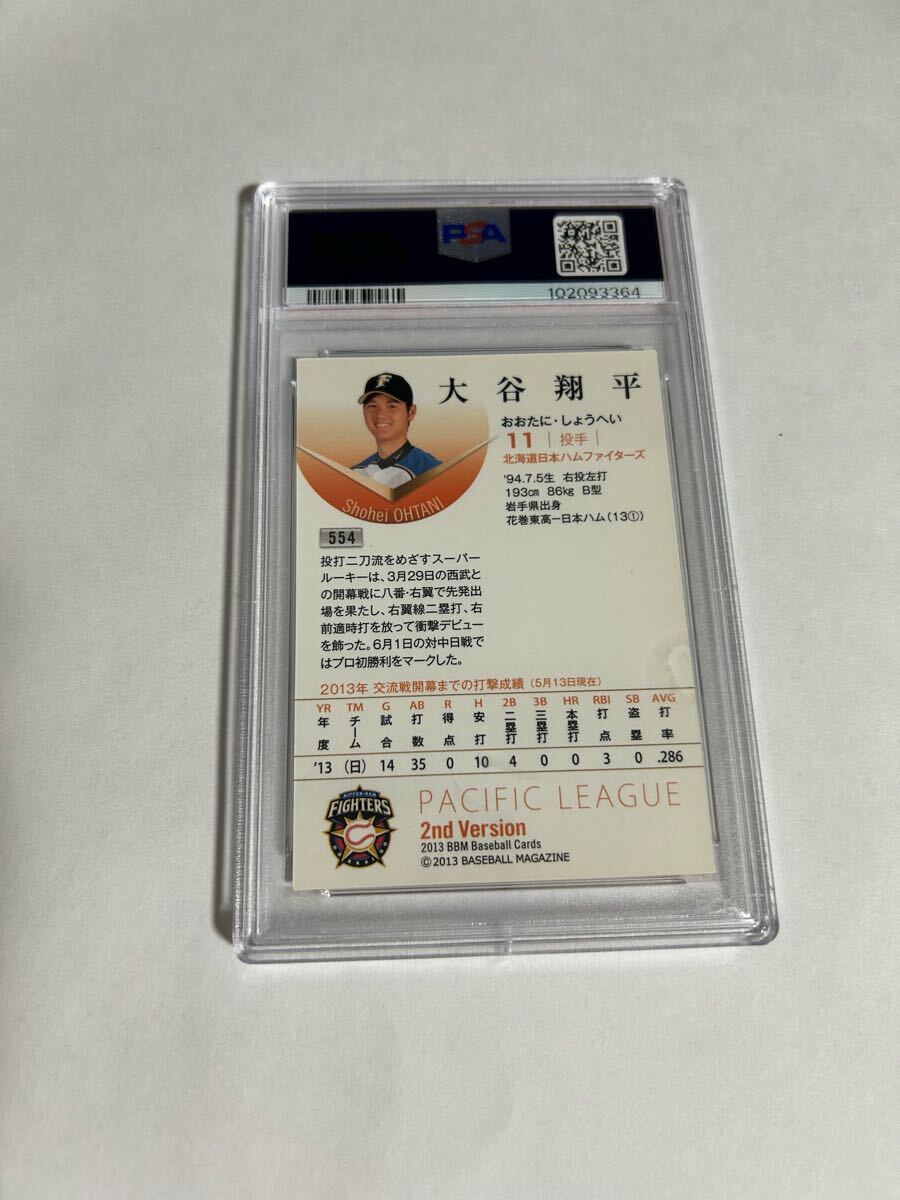 PSA
102093364
F
大谷翔平
おおたに・しょうへい
11 | 投手 |
北海道日本ハムファイターズ
'94.7.5生 右投左打
193㎝ 86㎏ B型
岩手県出身
花巻東高ー日本ハム(13①)
Shohei OHTANI
554
投打二刀流をめざすスーパー
ルーキーは、3月29日の西武と
の開幕戦に八番・右翼で先発出
場を果たし、右翼線二塁打、右
前適時打を放って衝撃デビュー
を飾った。6月1日の対中日戦で
はプロ初勝利をマークした。
2013年 交流戦開幕までの打撃成績(5月13日現在)
YR TM G AB R H 2B 3B HR RBI SB AVG
年度 チーム 試合 打数 得点 安打 二塁打 三塁打 本塁打 打点 盗塁 打率
'13 (日) 14 35 0 10 4 0 0 3 0 .286
NIPPON-HAM
FIGHTERS
HOKKAIDO
PACIFIC LEAGUE
2nd Version
2013 BBM Baseball Cards
©2013 BASEBALL MAGAZINE